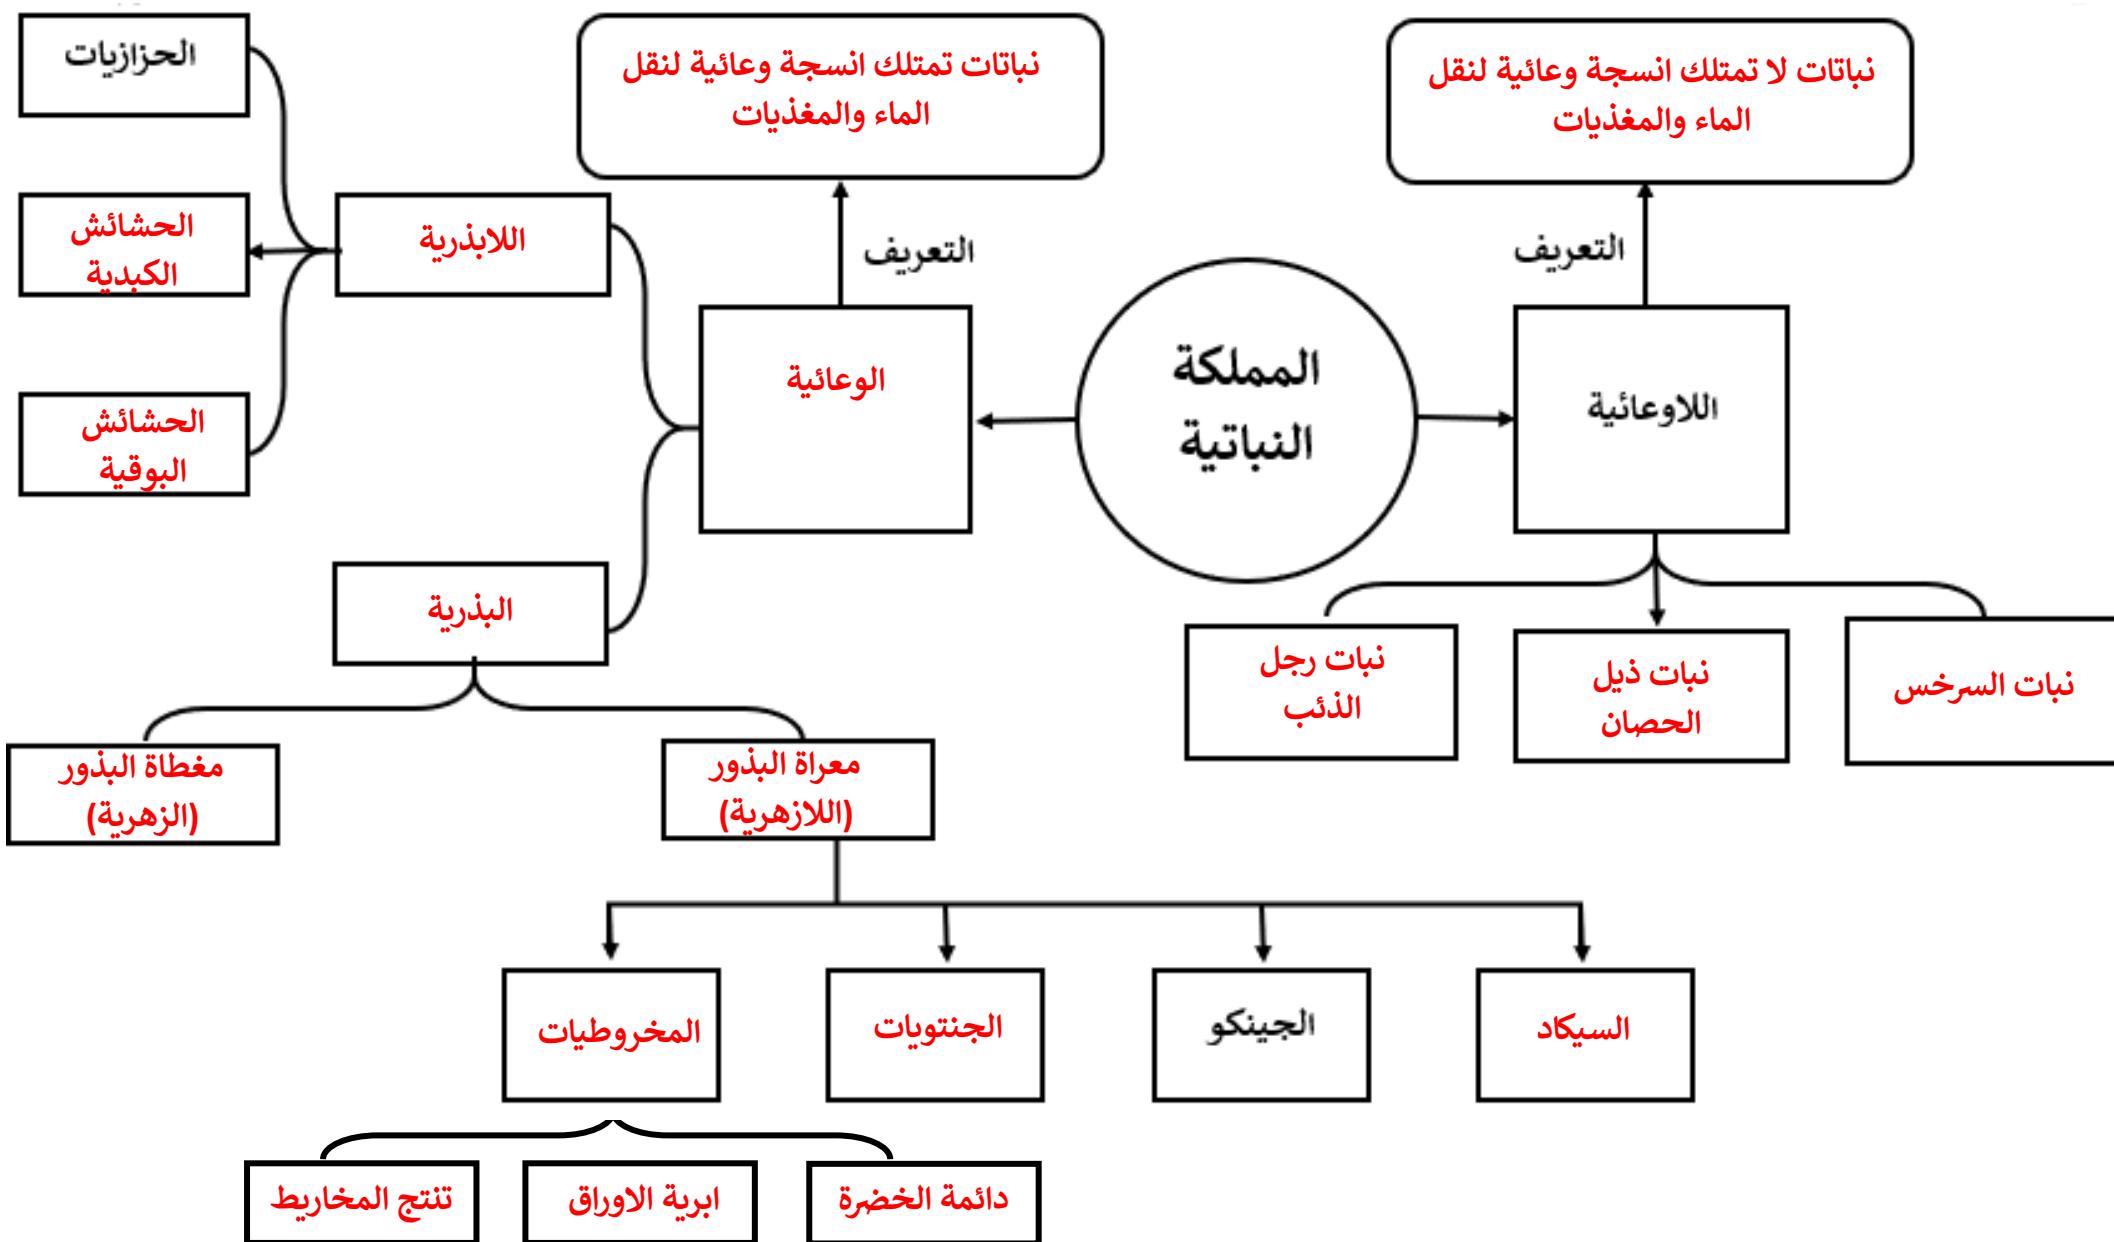 نباتات لا تمتلك انسجة وعائية لنقل
الماء والمغذيات
نباتات تمتلك انسجة وعائية لنقل
الماء والمغذيات
الحزازيات
التعريف
التعريف
اللابذرية
الحشائش
الكبدية
المملكة
النباتية
اللاوعائية
الوعائية
الحشائش
البوقية
البذرية
نبات السرخس
نبات ذيل
الحصان
نبات رجل
الذئب
معراة البذور
(اللازهرية)
مغطاة البذور
(الزهرية)
السيكاد
الجينكو
الجنتويات
المخروطيات
دائمة الخضرة
ابرية الاوراق
تنتج المخاريط